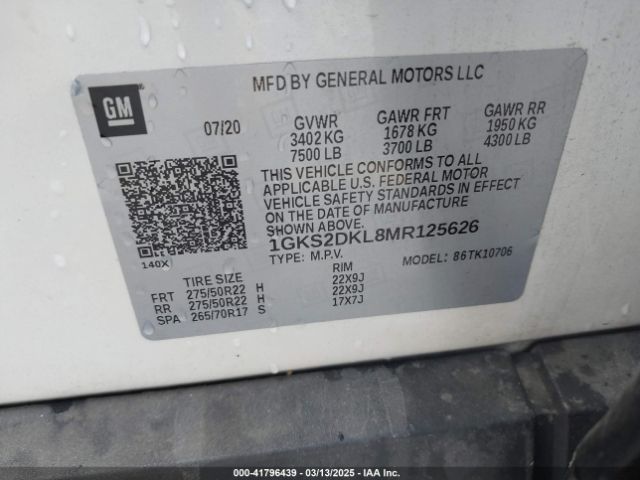 GM
MFD BY GENERAL MOTORS LLC
07/20 GVWR GAWR FRT GAWR RR
3402 KG 1678 KG 1950 KG
7500 LB 3700 LB 4300 LB
THIS VEHICLE CONFORMS TO ALL
APPLICABLE U.S. FEDERAL MOTOR
VEHICLE SAFETY STANDARDS IN EFFECT
ON THE DATE OF MANUFACTURE
1GKS2DKL8MR125626
140X TYPE: M.P.V. MODEL: 86TK10706
TIRE SIZE RIM
FRT 275/50R22 H 22X9J
RR 275/50R22 H 22X9J
SPA 265/70R17 S 17X7J
000-41796439 - 03/13/2025 - IAA Inc.